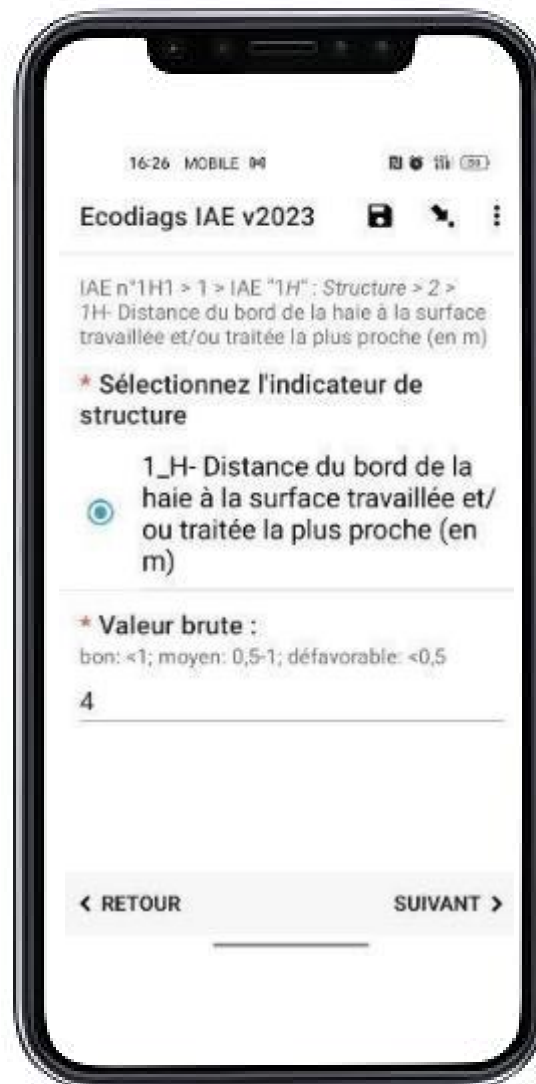 16:26 MOBILE
Ecodiags IAE v2023
IAE n°1H1 > 1 > IAE "1H" : Structure > 2 >
1H- Distance du bord de la haie à la surface
travaillée et/ou traitée la plus proche (en m)
* Sélectionnez l'indicateur de
structure
1_H- Distance du bord de la
haie à la surface travaillée et/
ou traitée la plus proche (en
m)
* Valeur brute :
bon: <1; moyen: 0,5-1; défavorable: <0,5
4
< RETOUR
SUIVANT >